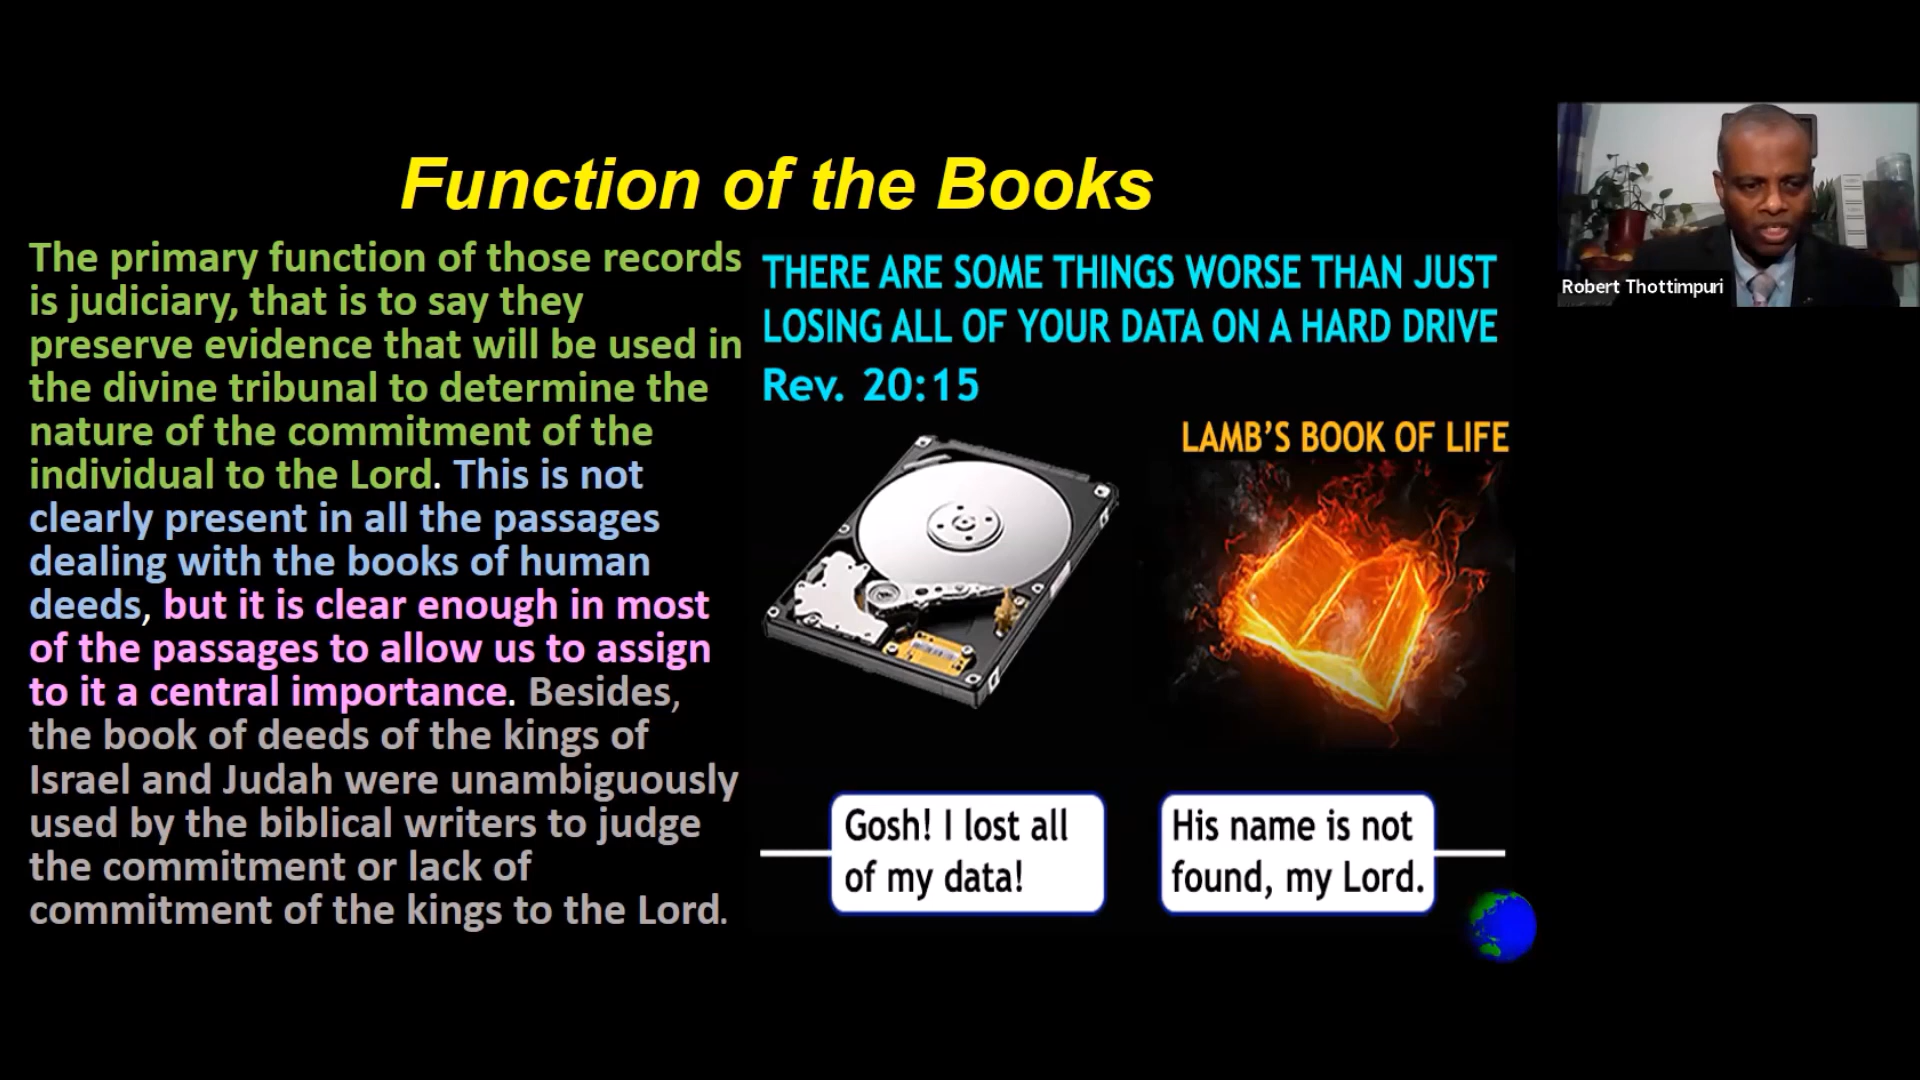 Function of the Books
The primary function of those records
is judiciary, that is to say they
preserve evidence that will be used in
the divine tribunal to determine the
nature of the commitment of the
individual to the Lord. This is not
clearly present in all the passages
dealing with the books of human
deeds, but it is clear enough in most
of the passages to allow us to assign
to it a central importance. Besides,
the book of deeds of the kings of
Israel and Judah were unambiguously
used by the biblical writers to judge
the commitment or lack of
commitment of the kings to the Lord.
THERE ARE SOME THINGS WORSE THAN JUST
LOSING ALL OF YOUR DATA ON A HARD DRIVE
Rev. 20:15
LAMB'S BOOK OF LIFE
Gosh! I lost all
of my data!
His name is not
found, my Lord.
Robert Thottimpuri